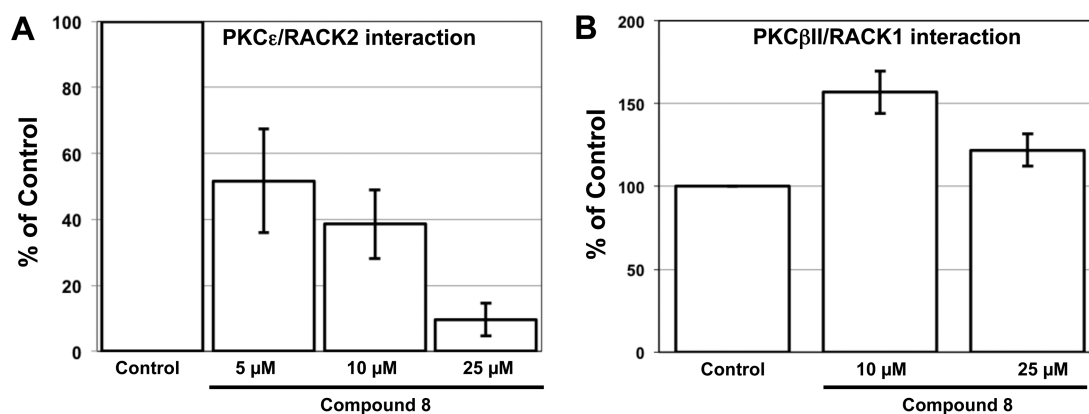 A
PKCε/RACK2 interaction
% of Control
100
80
60
40
20
0
Control
5 µM
10 µM
25 µM
Compound 8
B
PKCβII/RACK1 interaction
% of Control
200
150
100
50
0
Control
10 µM
25 µM
Compound 8